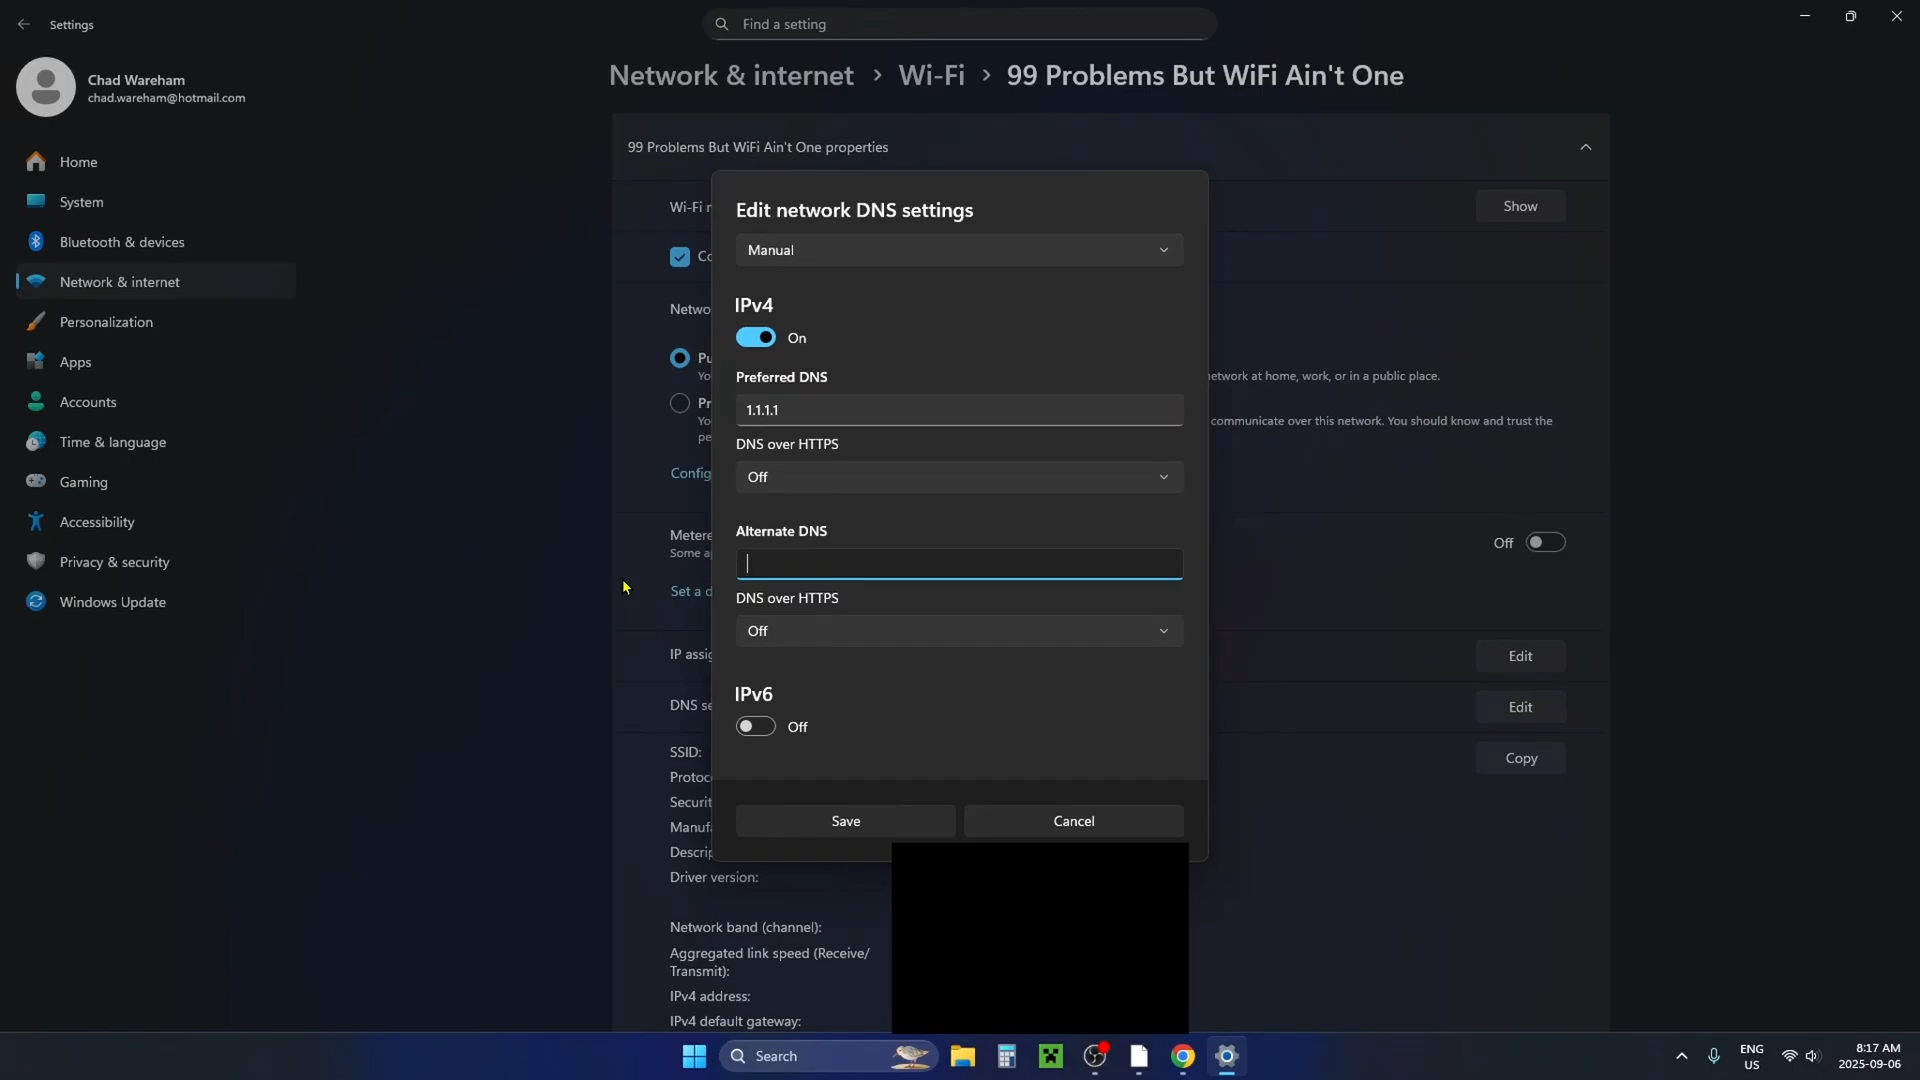 Settings
Find a setting
Chad Wareham
chad.wareham@hotmail.com
Home
System
Bluetooth & devices
Network & internet
Personalization
Apps
Accounts
Time & language
Gaming
Accessibility
Privacy & security
Windows Update
Network & internet > Wi-Fi > 99 Problems But WiFi Ain't One
99 Problems But WiFi Ain't One properties
Show
Edit network DNS settings
Manual
IPv4
On
Preferred DNS
1.1.1.1
DNS over HTTPS
Off
Alternate DNS
DNS over HTTPS
Off
IPv6
Off
Save
Cancel
network at home, work, or in a public place.
communicate over this network. You should know and trust the
Set a
Off
Edit
Edit
SSID:
Copy
Driver version:
Network band (channel):
Aggregated link speed (Receive/
Transmit):
IPv4 address:
IPv4 default gateway:
Search
ENG
US
8:17 AM
2025-09-06